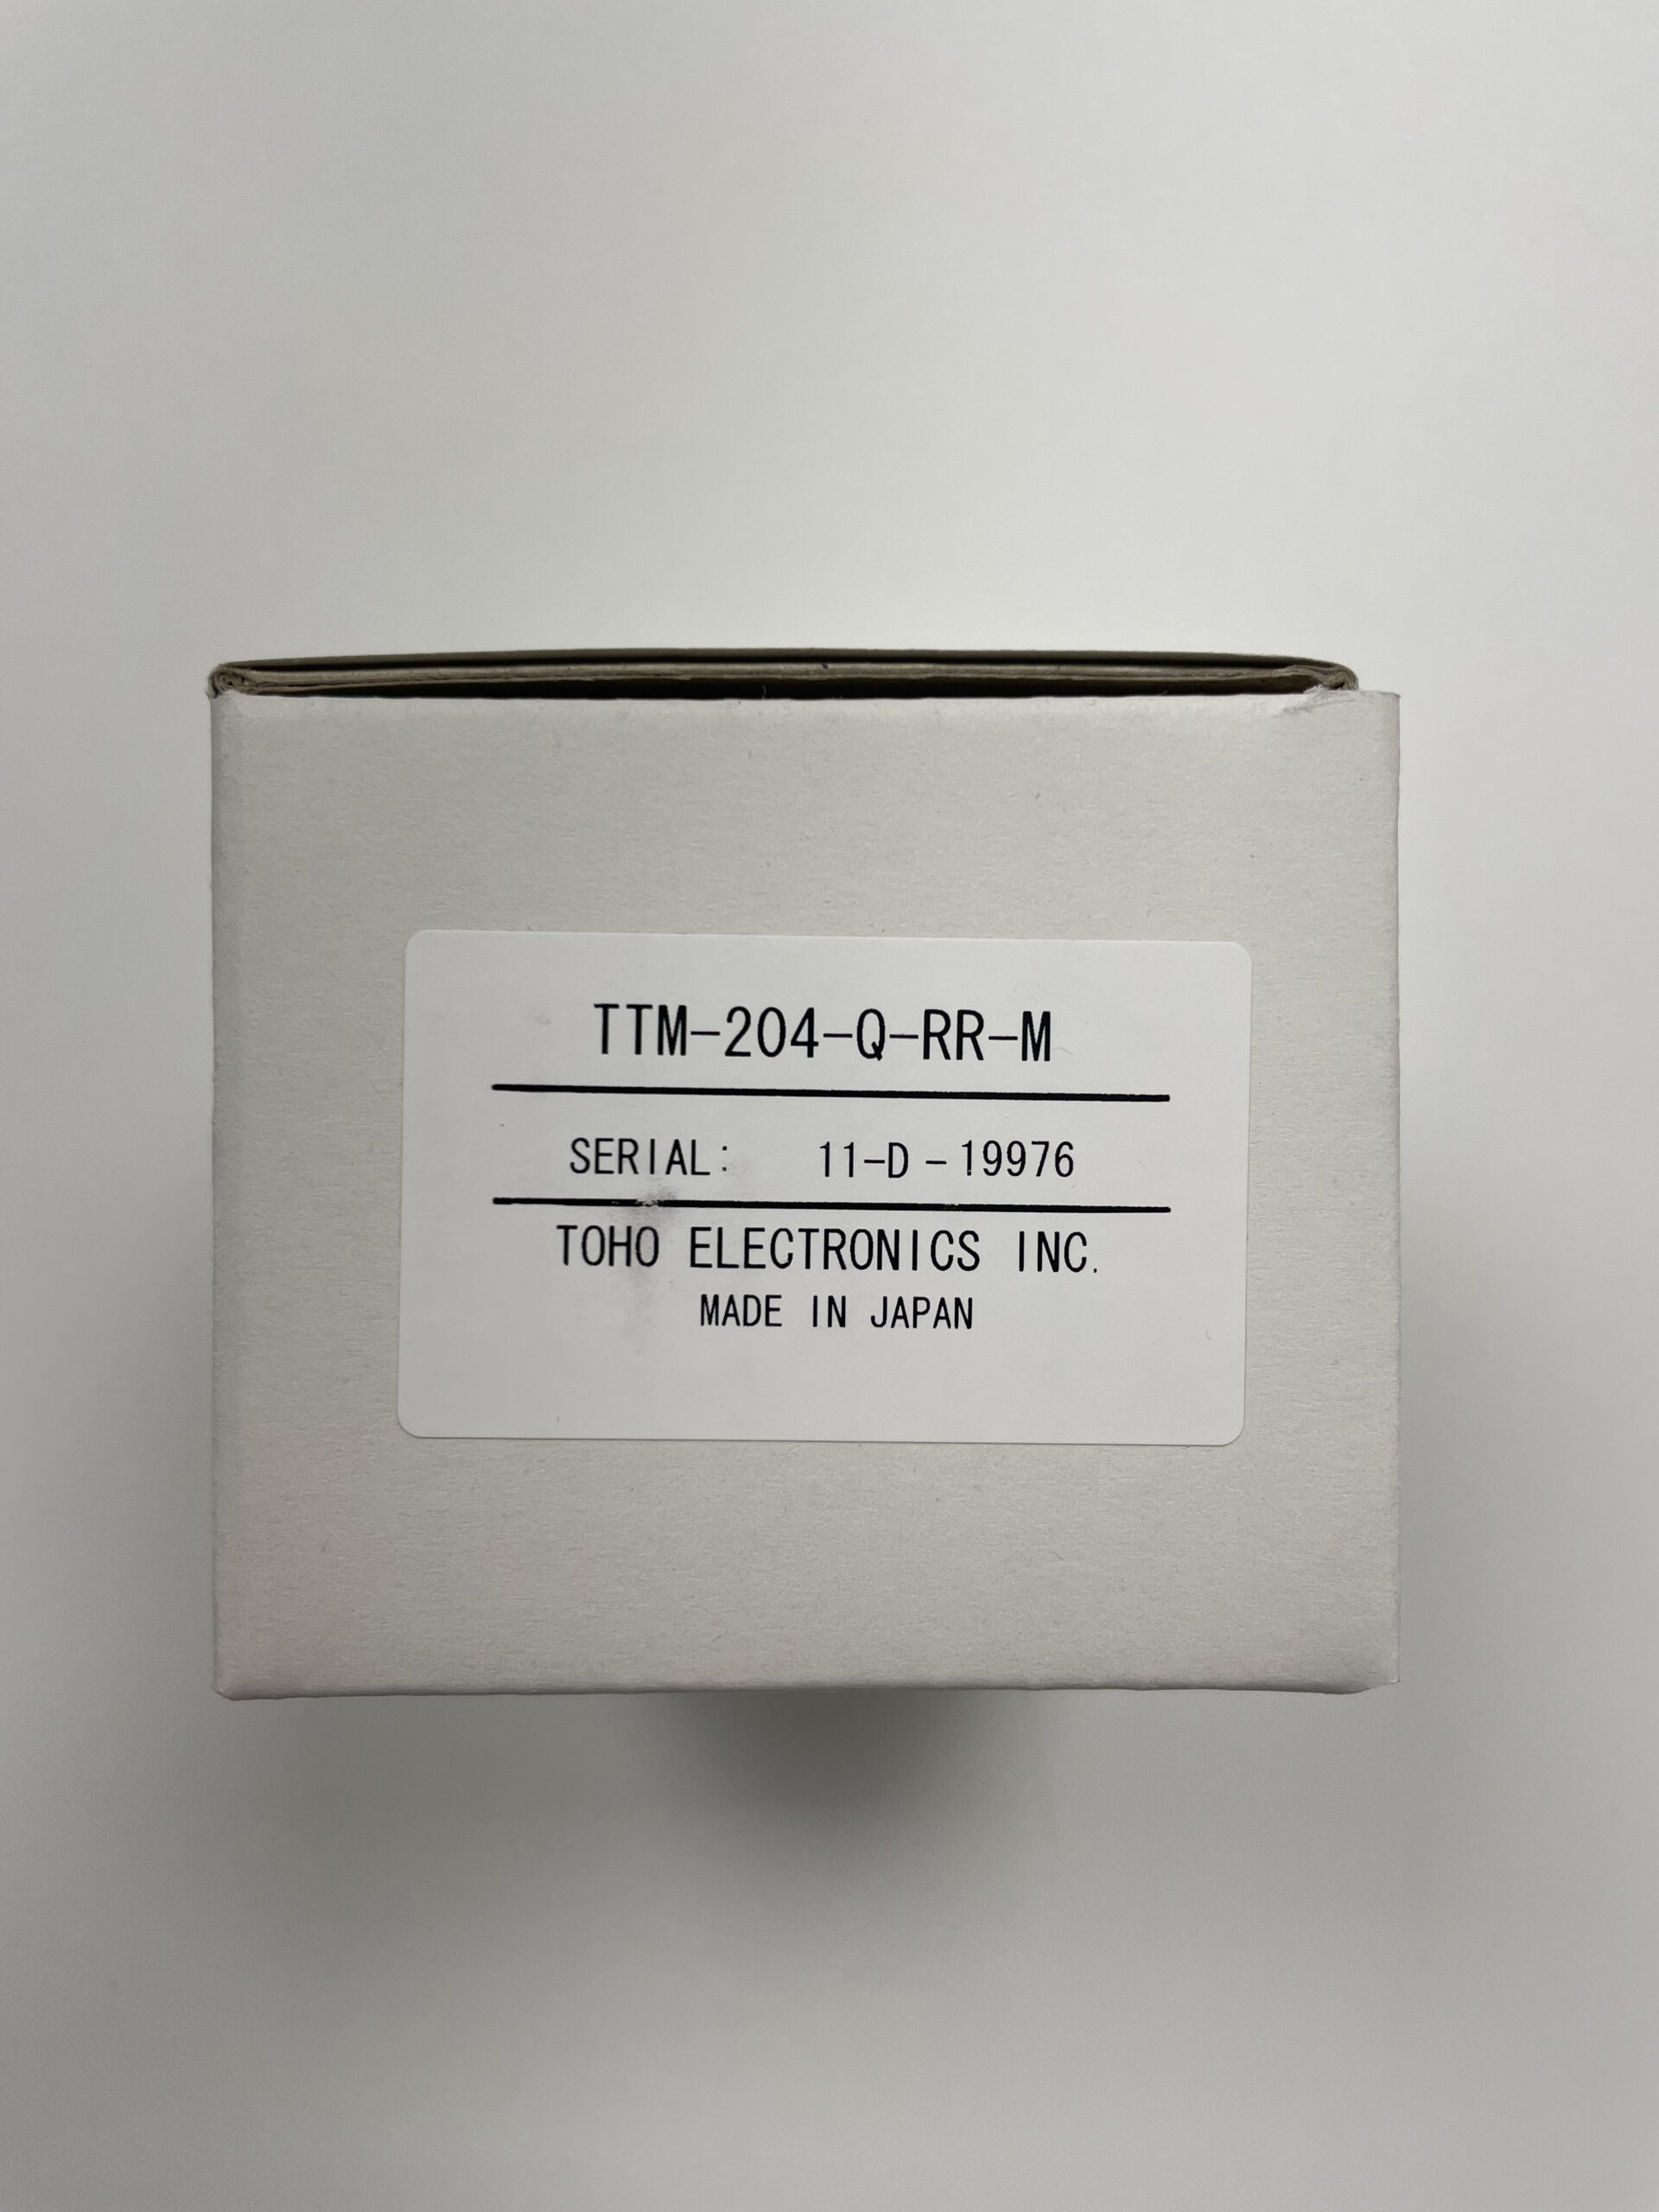 TTM-204-Q-RR-M
SERIAL: 11-D-19976
TOHO ELECTRONICS INC.
MADE IN JAPAN